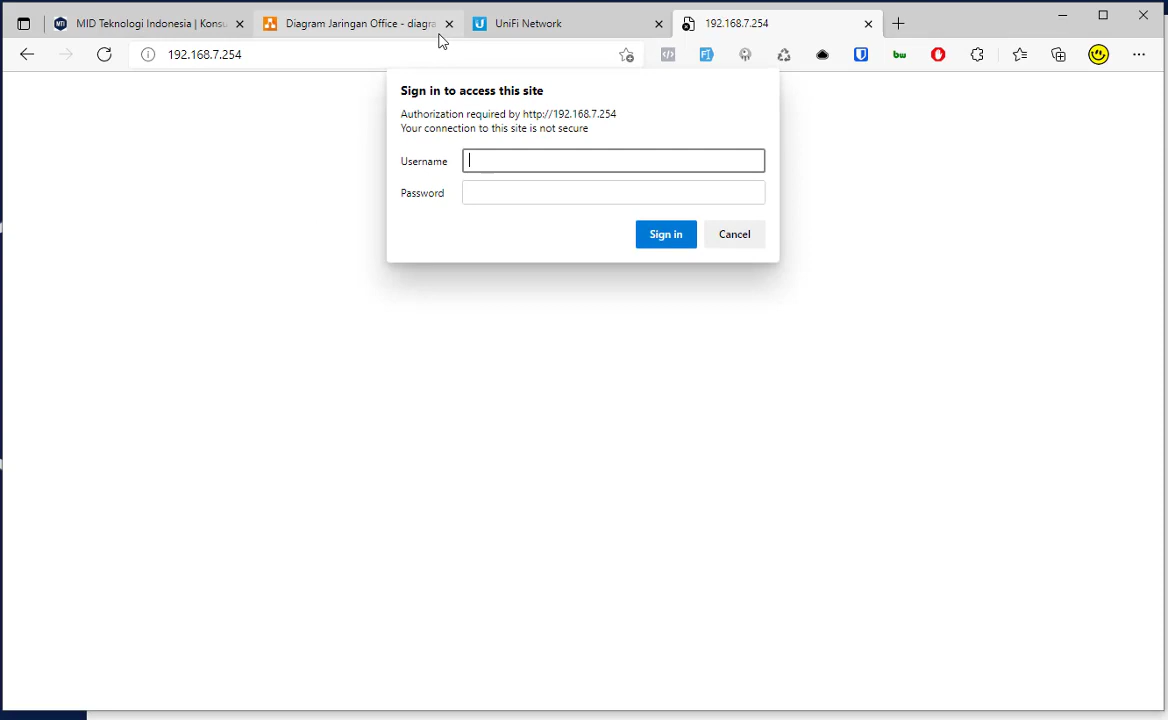 MID Teknologi Indonesia | Konsu
Diagram Jaringan Office - diagra
UniFi Network
192.168.7.254
192.168.7.254
bw
Sign in to access this site
Authorization required by http://192.168.7.254
Your connection to this site is not secure
Username
Password
Sign in
Cancel